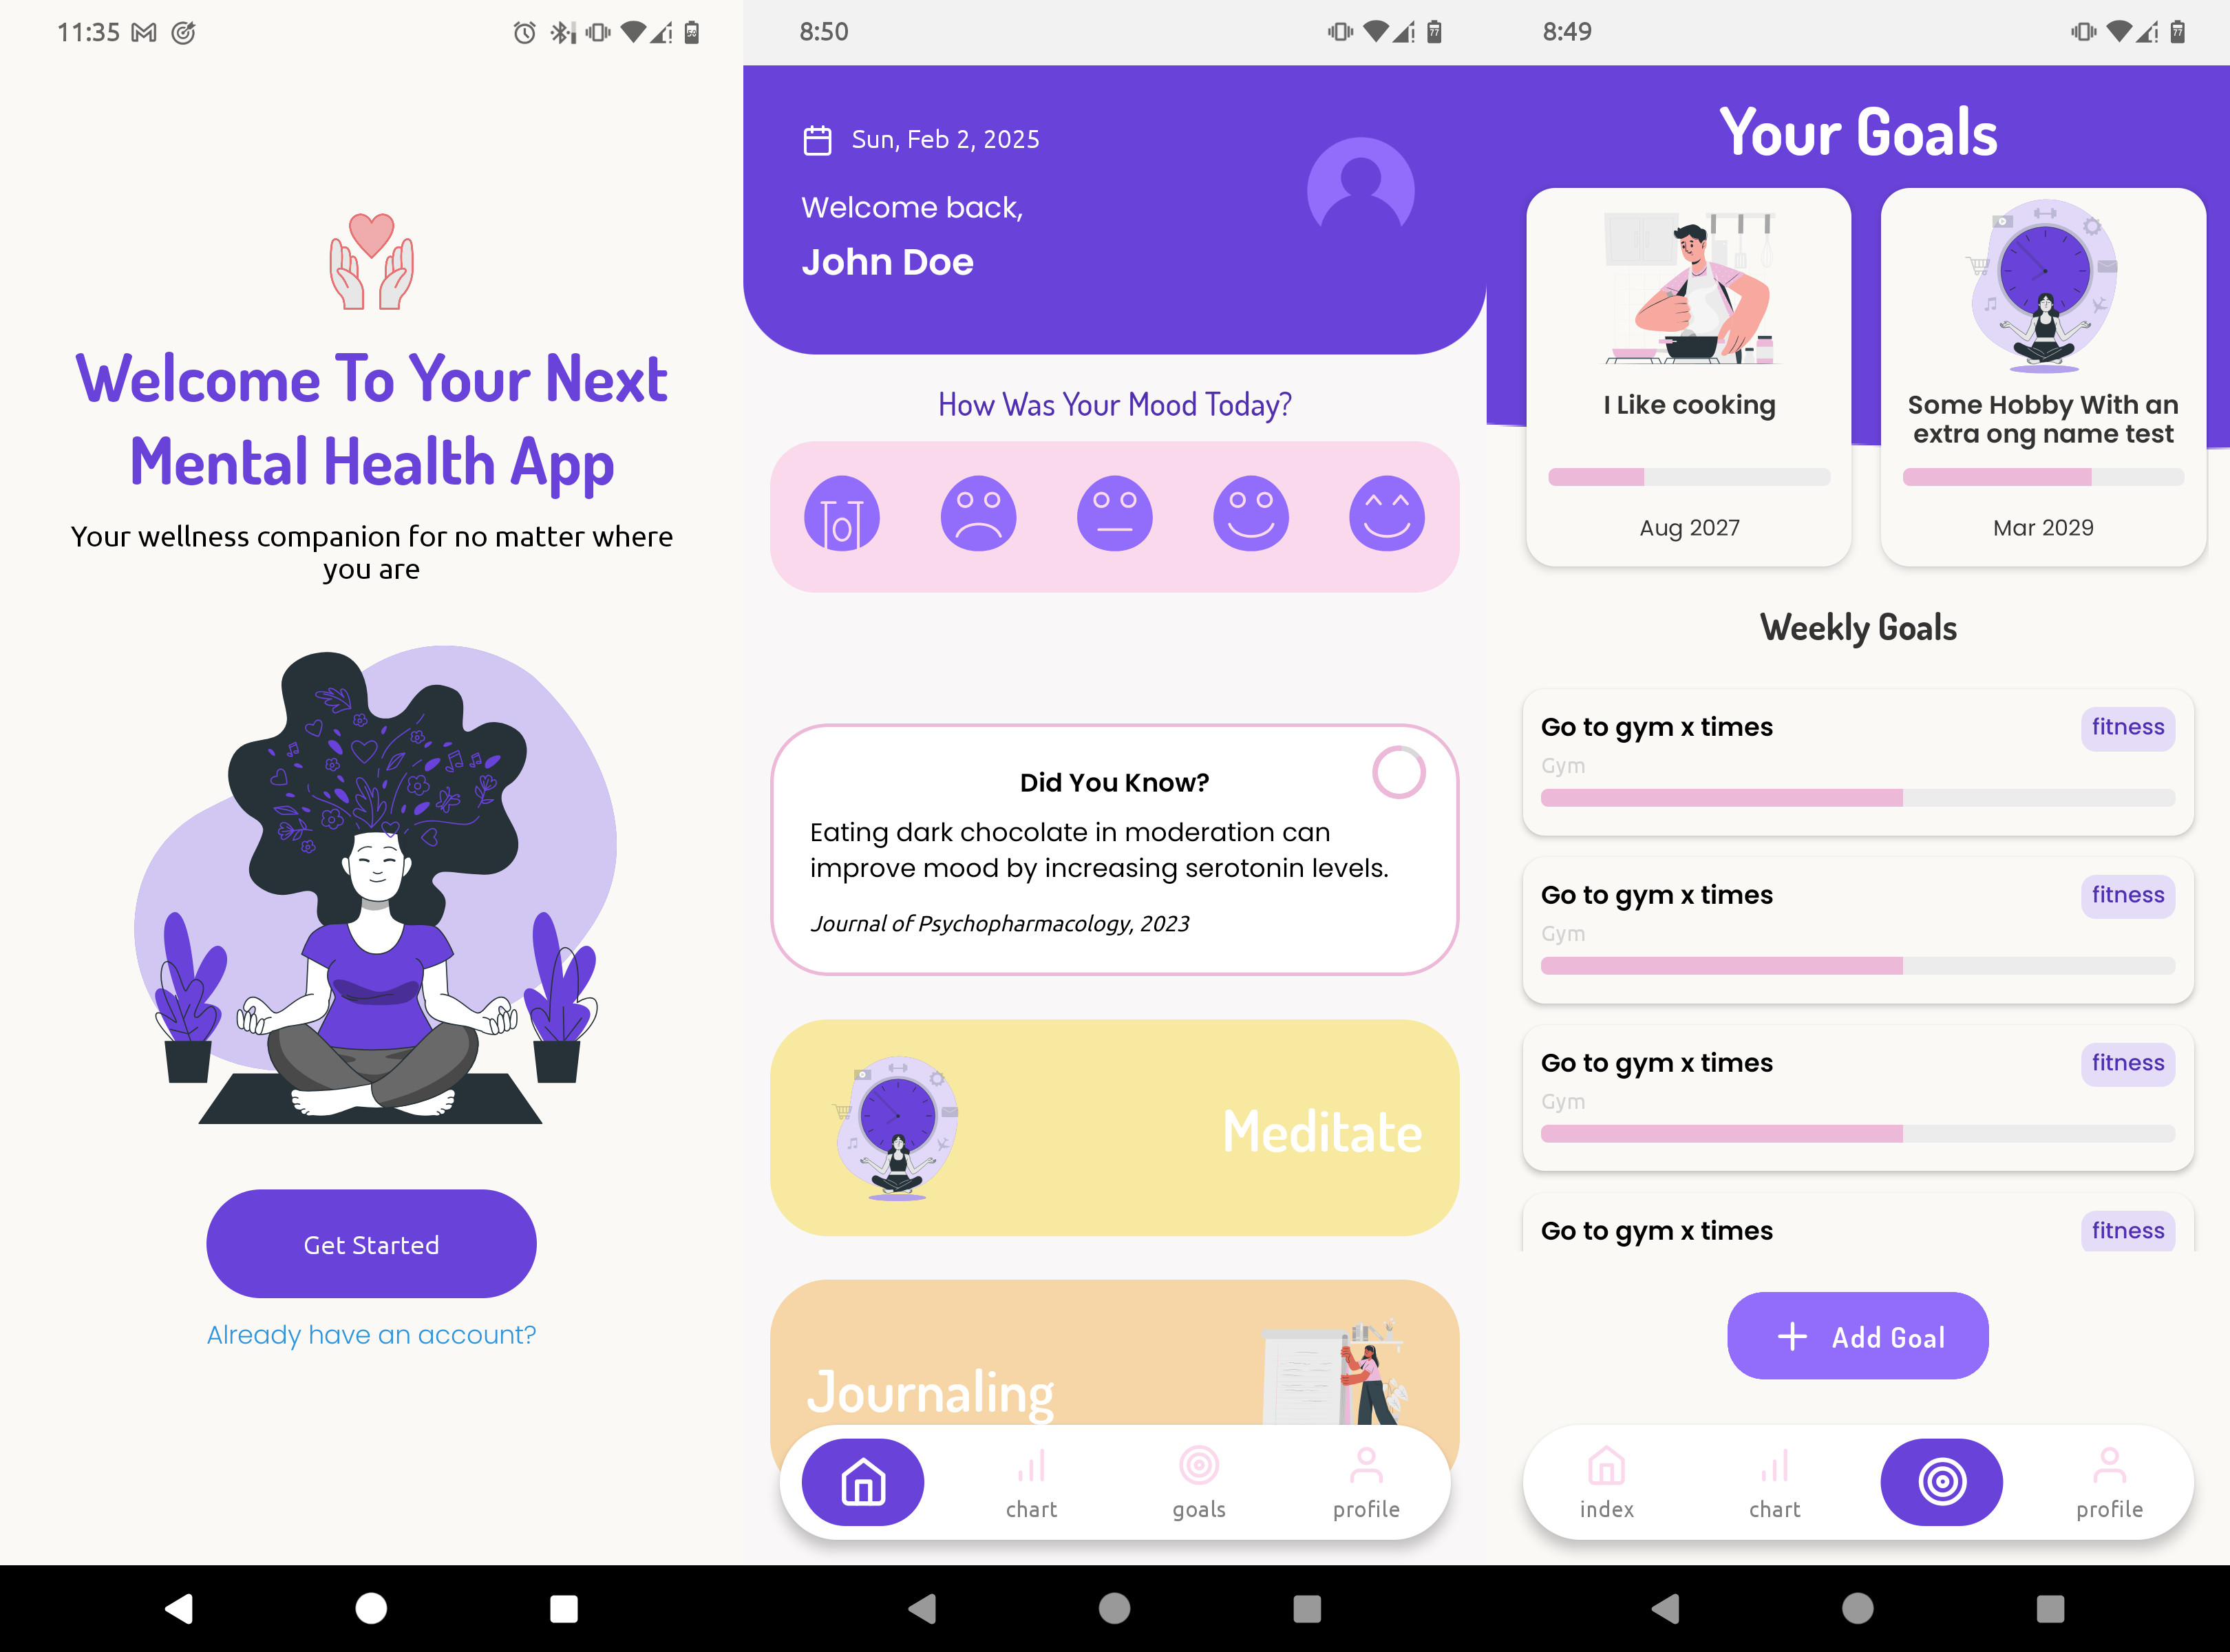 11:35
Welcome To Your Next
Mental Health App
Your wellness companion for no matter where
you are
Get Started
Already have an account?
8:50
77
Sun, Feb 2, 2025
Welcome back,
John Doe
How Was Your Mood Today?
Did You Know?
Eating dark chocolate in moderation can
improve mood by increasing serotonin levels.
Journal of Psychopharmacology, 2023
Meditate
Journaling
chart
goals
profile
8:49
77
Your Goals
I Like cooking
Aug 2027
Some Hobby With an
extra ong name test
Mar 2029
Weekly Goals
Go to gym x times
fitness
Gym
Go to gym x times
fitness
Gym
Go to gym x times
fitness
Gym
Go to gym x times
fitness
Add Goal
index
chart
profile